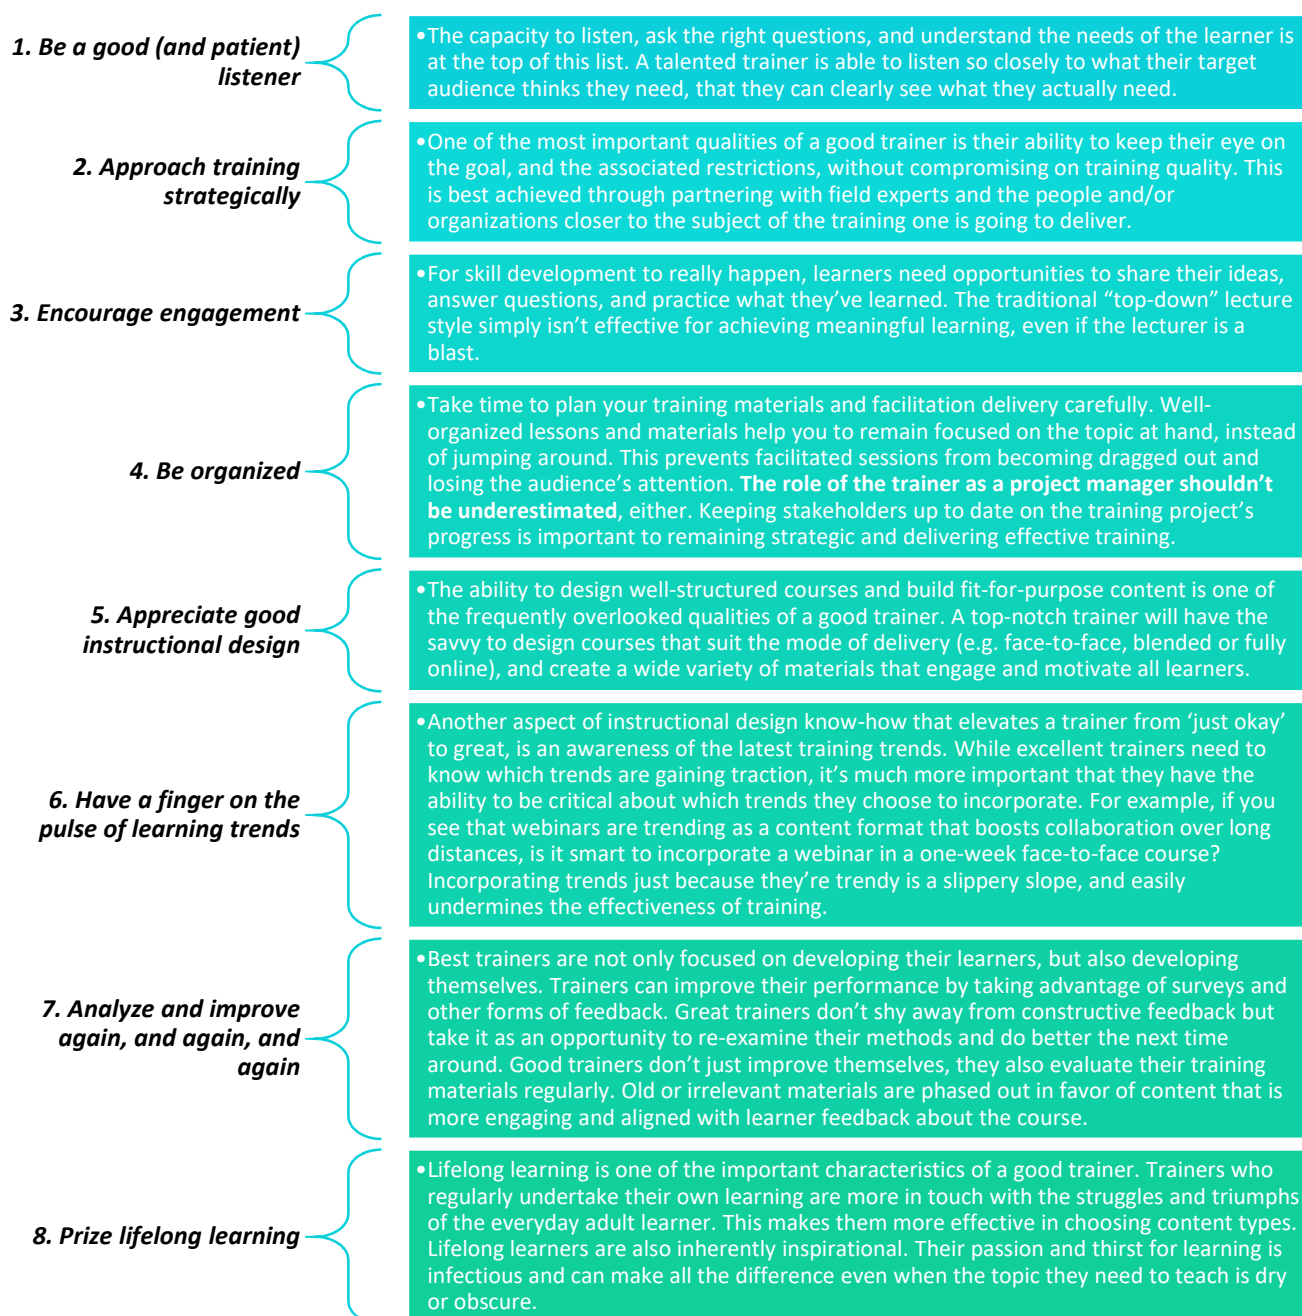 1. Be a good (and patient)
listener
•The capacity to listen, ask the right questions, and understand the needs of the learner is
at the top of this list. A talented trainer is able to listen so closely to what their target
audience thinks they need, that they can clearly see what they actually need.
2. Approach training
strategically
•One of the most important qualities of a good trainer is their ability to keep their eye on
the goal, and the associated restrictions, without compromising on training quality. This
is best achieved through partnering with field experts and the people and/or
organizations closer to the subject of the training one is going to deliver.
3. Encourage engagement
•For skill development to really happen, learners need opportunities to share their ideas,
answer questions, and practice what they’ve learned. The traditional “top-down” lecture
style simply isn’t effective for achieving meaningful learning, even if the lecturer is a
blast.
4. Be organized
•Take time to plan your training materials and facilitation delivery carefully. Well-
organized lessons and materials help you to remain focused on the topic at hand, instead
of jumping around. This prevents facilitated sessions from becoming dragged out and
losing the audience’s attention. The role of the trainer as a project manager shouldn’t
be underestimated, either. Keeping stakeholders up to date on the training project’s
progress is important to remaining strategic and delivering effective training.
5. Appreciate good
instructional design
•The ability to design well-structured courses and build fit-for-purpose content is one of
the frequently overlooked qualities of a good trainer. A top-notch trainer will have the
savvy to design courses that suit the mode of delivery (e.g. face-to-face, blended or fully
online), and create a wide variety of materials that engage and motivate all learners.
6. Have a finger on the
pulse of learning trends
•Another aspect of instructional design know-how that elevates a trainer from ‘just okay’
to great, is an awareness of the latest training trends. While excellent trainers need to
know which trends are gaining traction, it’s much more important that they have the
ability to be critical about which trends they choose to incorporate. For example, if you
see that webinars are trending as a content format that boosts collaboration over long
distances, is it smart to incorporate a webinar in a one-week face-to-face course?
Incorporating trends just because they’re trendy is a slippery slope, and easily
undermines the effectiveness of training.
7. Analyze and improve
again, and again, and
again
•Best trainers are not only focused on developing their learners, but also developing
themselves. Trainers can improve their performance by taking advantage of surveys and
other forms of feedback. Great trainers don’t shy away from constructive feedback but
take it as an opportunity to re-examine their methods and do better the next time
around. Good trainers don’t just improve themselves, they also evaluate their training
materials regularly. Old or irrelevant materials are phased out in favor of content that is
more engaging and aligned with learner feedback about the course.
8. Prize lifelong learning
•Lifelong learning is one of the important characteristics of a good trainer. Trainers who
regularly undertake their own learning are more in touch with the struggles and triumphs
of the everyday adult learner. This makes them more effective in choosing content types.
Lifelong learners are also inherently inspirational. Their passion and thirst for learning is
infectious and can make all the difference even when the topic they need to teach is dry
or obscure.